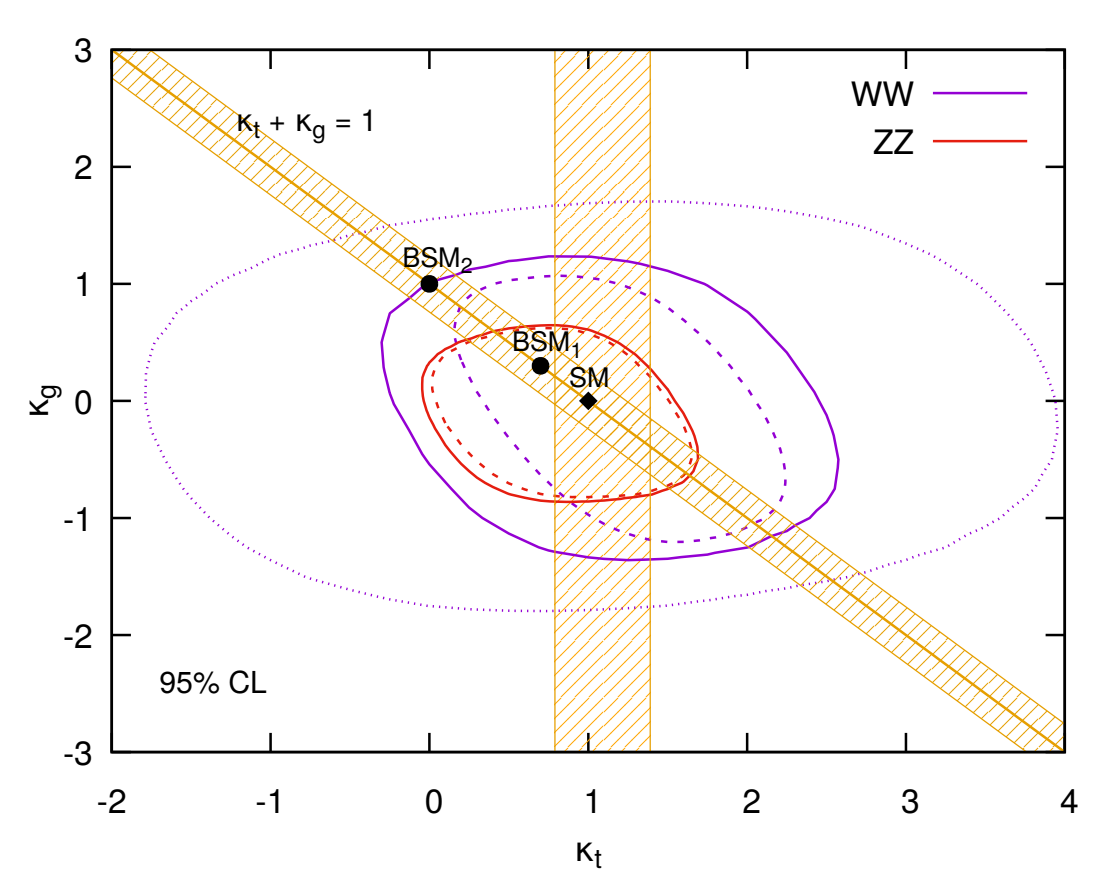 3
2
1
0
-1
-2
-3
κg
κt + κg = 1
WW
ZZ
BSM2
BSM1
SM
95% CL
-2 -1 0 1 2 3 4
κt